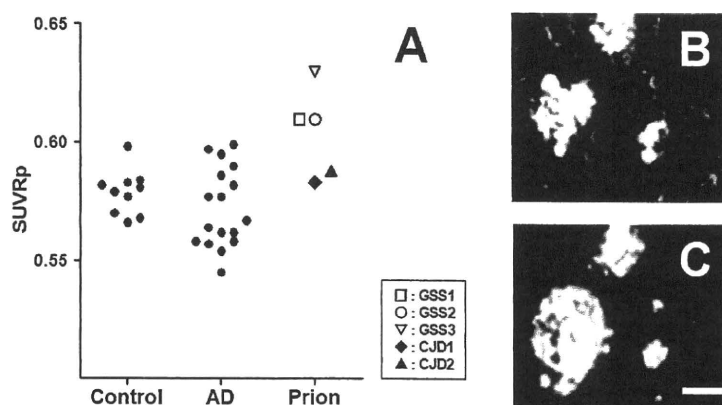 0.65
A
0.60
SUVRp
0.55
: GSS1
: GSS2
: GSS3
: CJD1
: CJD2
Control AD Prion
B
C